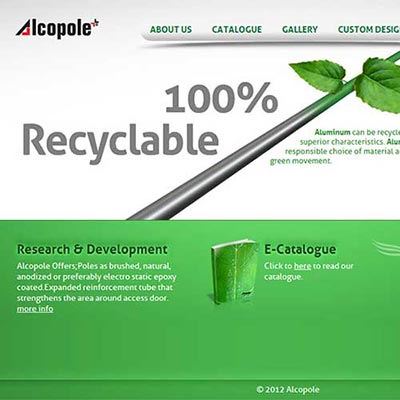 Alcopole
ABOUT US CATALOGUE GALLERY CUSTOM DESIG
100%
Recyclable
Aluminum can be recycle
superior characteristics. Alu
responsible choice of material a
green movement.
Research & Development
Alcopole Offers;Poles as brushed, natural,
anodized or preferably electro static epoxy
coated.Expanded reinforcement tube that
strengthens the area around access door.
more info
E-Catalogue
Click to here to read our
catalogue.
© 2012 Alcopole